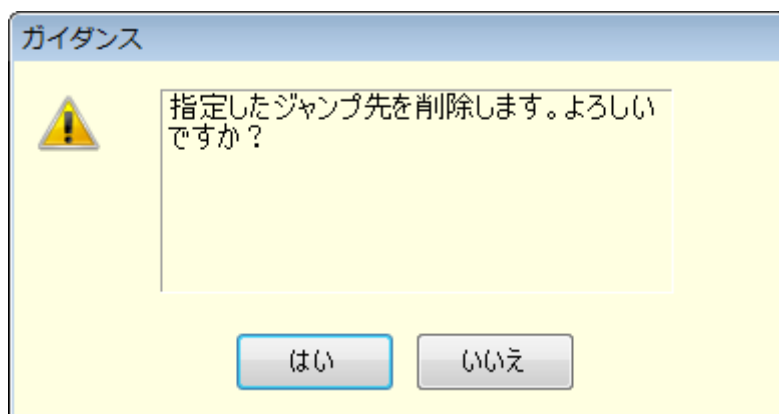 ガイダンス
指定したジャンプ先を削除します。よろしい
ですか？
はい
いいえ